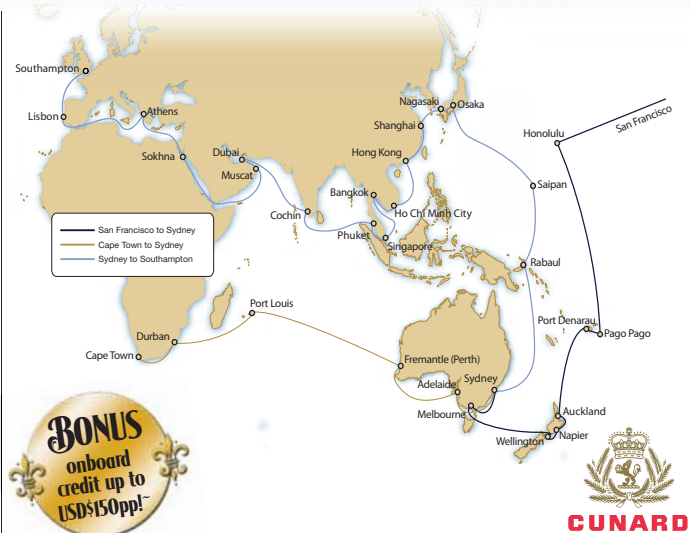 Southampton
Lisbon
Athens
Sokhna
Dubai
Muscat
Cochin
Nagasaki
Osaka
Shanghai
Hong Kong
Bangkok
Ho Chi Minh City
Phuket
Singapore
Honolulu
San Francisco
Saipan
Rabaul
Port Denarau
Pago Pago
San Francisco to Sydney
Cape Town to Sydney
Sydney to Southampton
Port Louis
Durban
Cape Town
Fremantle (Perth)
Adelaide
Sydney
Melbourne
Auckland
Wellington
Napier
BONUS
onboard
credit up to
USD$150pp!~
CUNARD